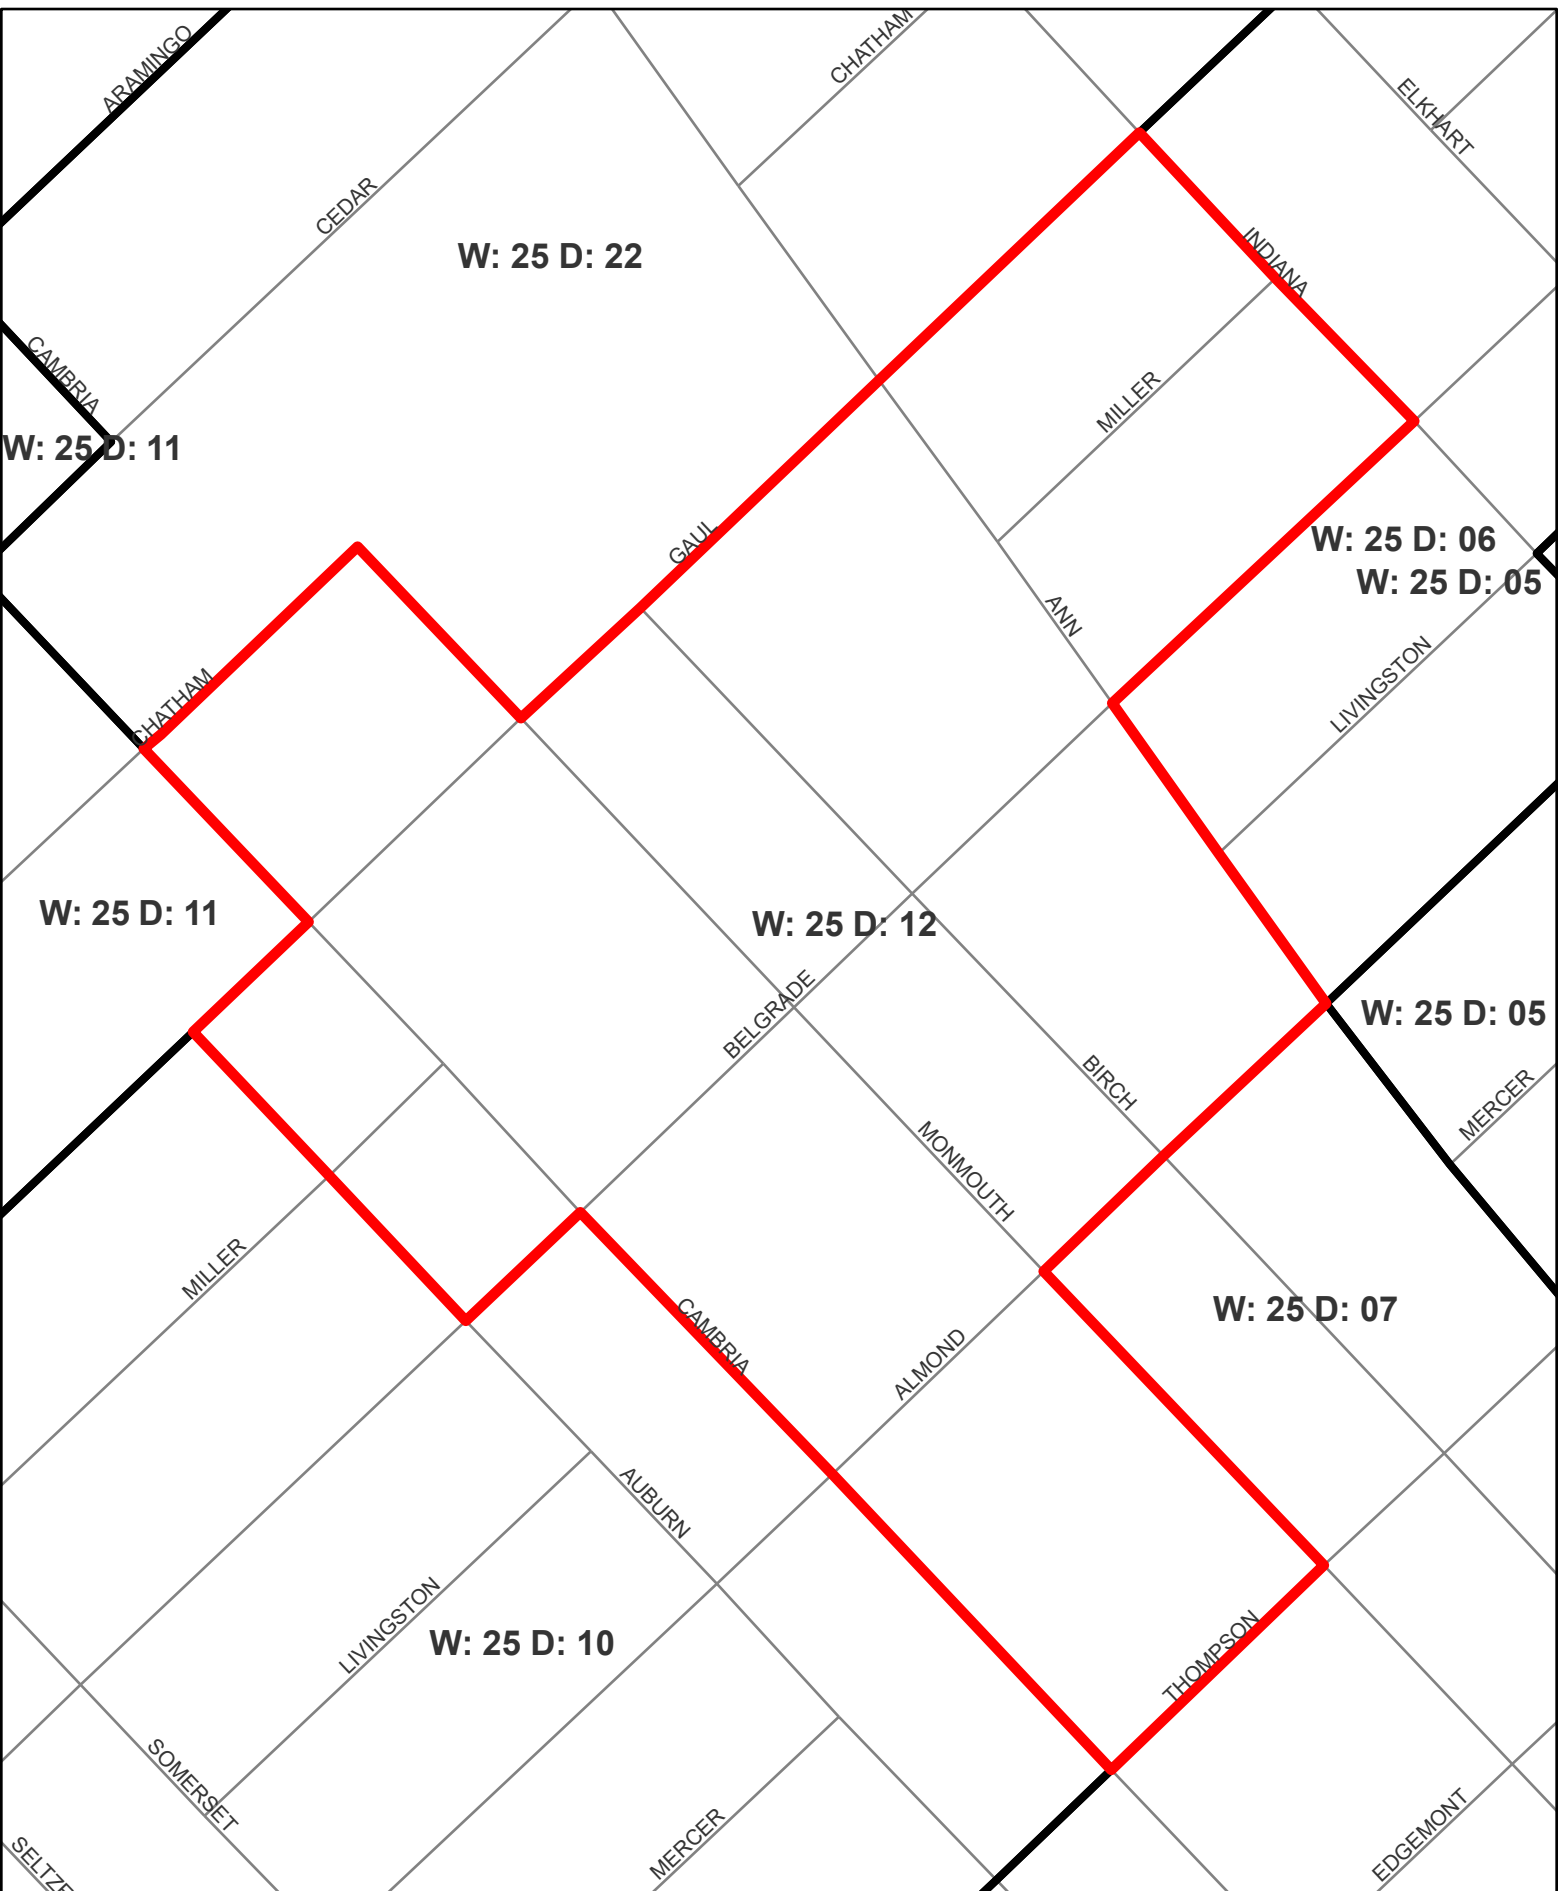 CHATHAM
ARAMINGO
ELKHART
CEDAR
W: 25 D: 22
INDIANA
CAMBRIA
MILLER
W: 25 D: 11
GAUL
W: 25 D: 06
W: 25 D: 05
ANN
CHATHAM
LIVINGSTON
W: 25 D: 11
W: 25 D: 12
BELGRADE
W: 25 D: 05
BIRCH
MERCER
MONMOUTH
MILLER
CAMBRIA
W: 25 D: 07
ALMOND
AUBURN
LIVINGSTON
W: 25 D: 10
THOMPSON
SOMERSET
MERCER
EDGEMONT
SELTZE